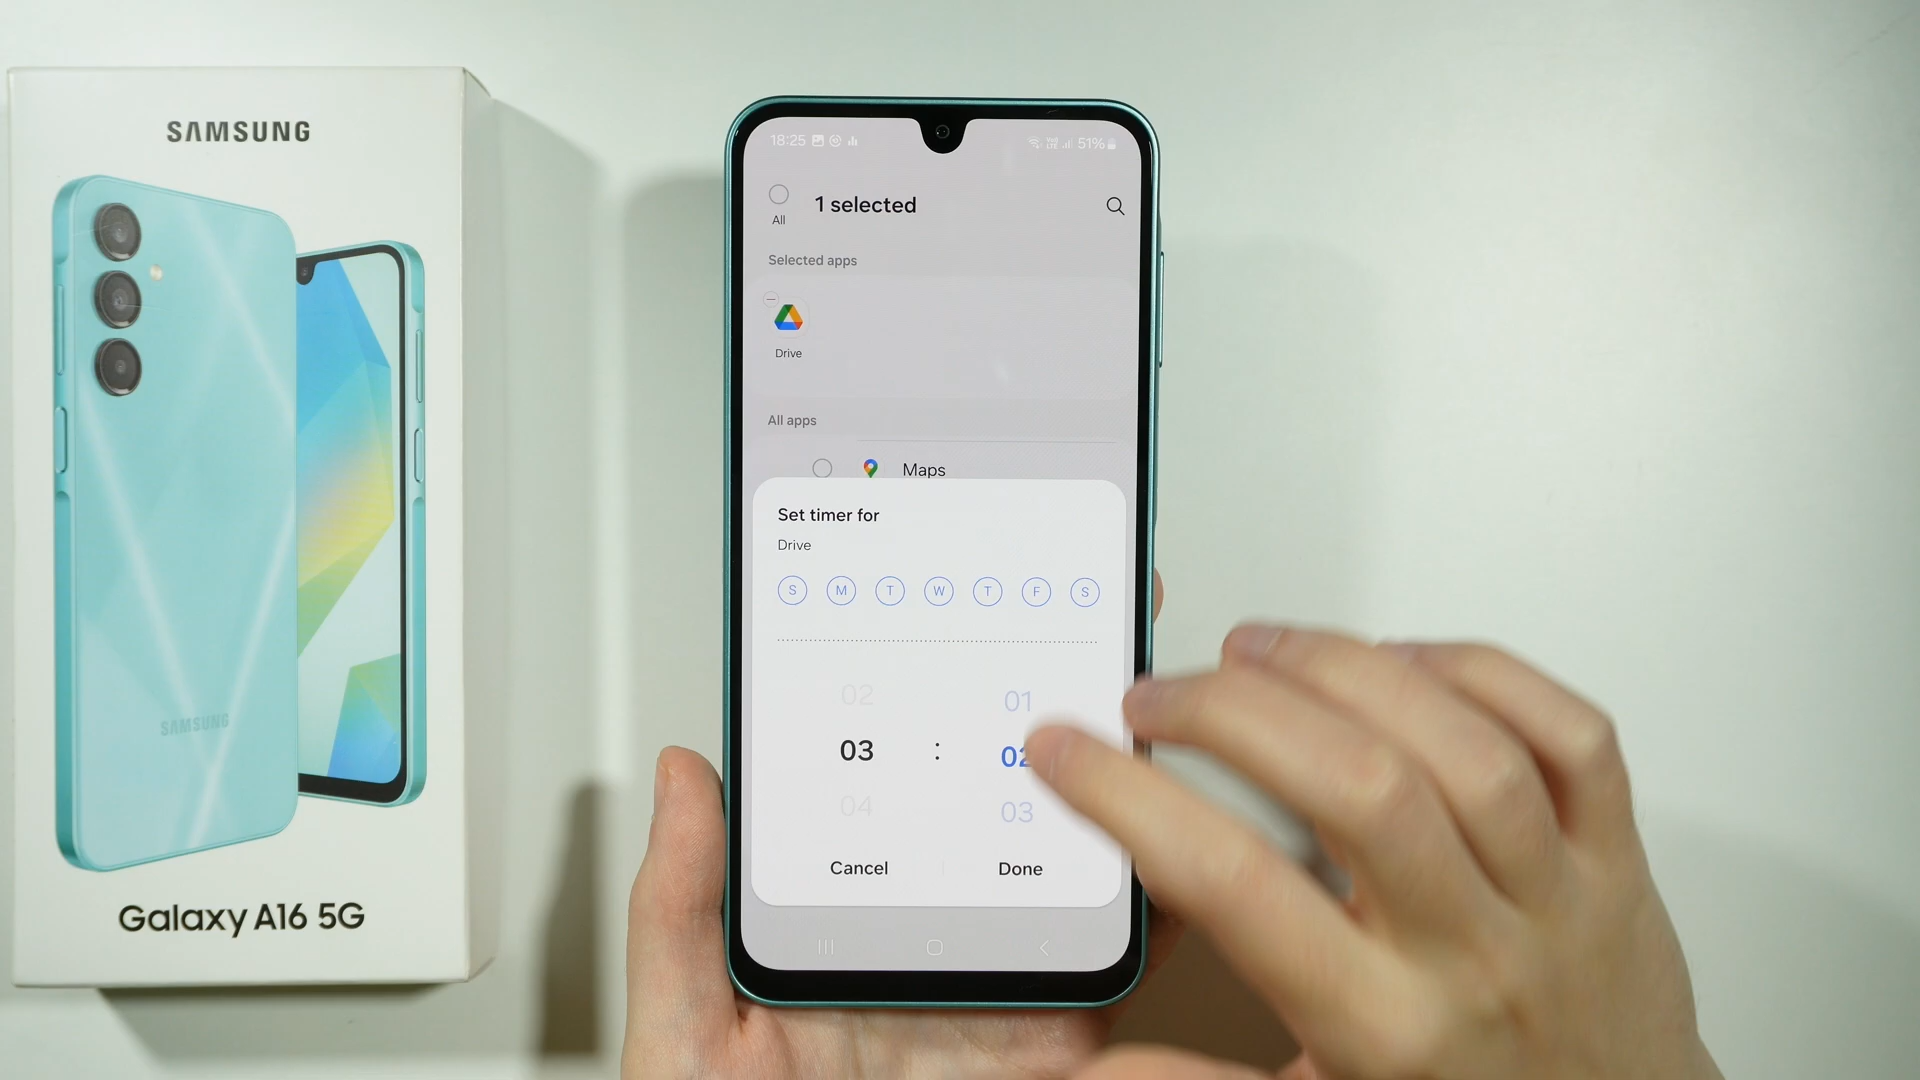 SAMSUNG
SAMSUNG
Galaxy A16 5G
18:25
51%
All
1 selected
Selected apps
Drive
All apps
Maps
Set timer for
Drive
S M T W T F S
02 01
03 : 02
04 03
Cancel Done